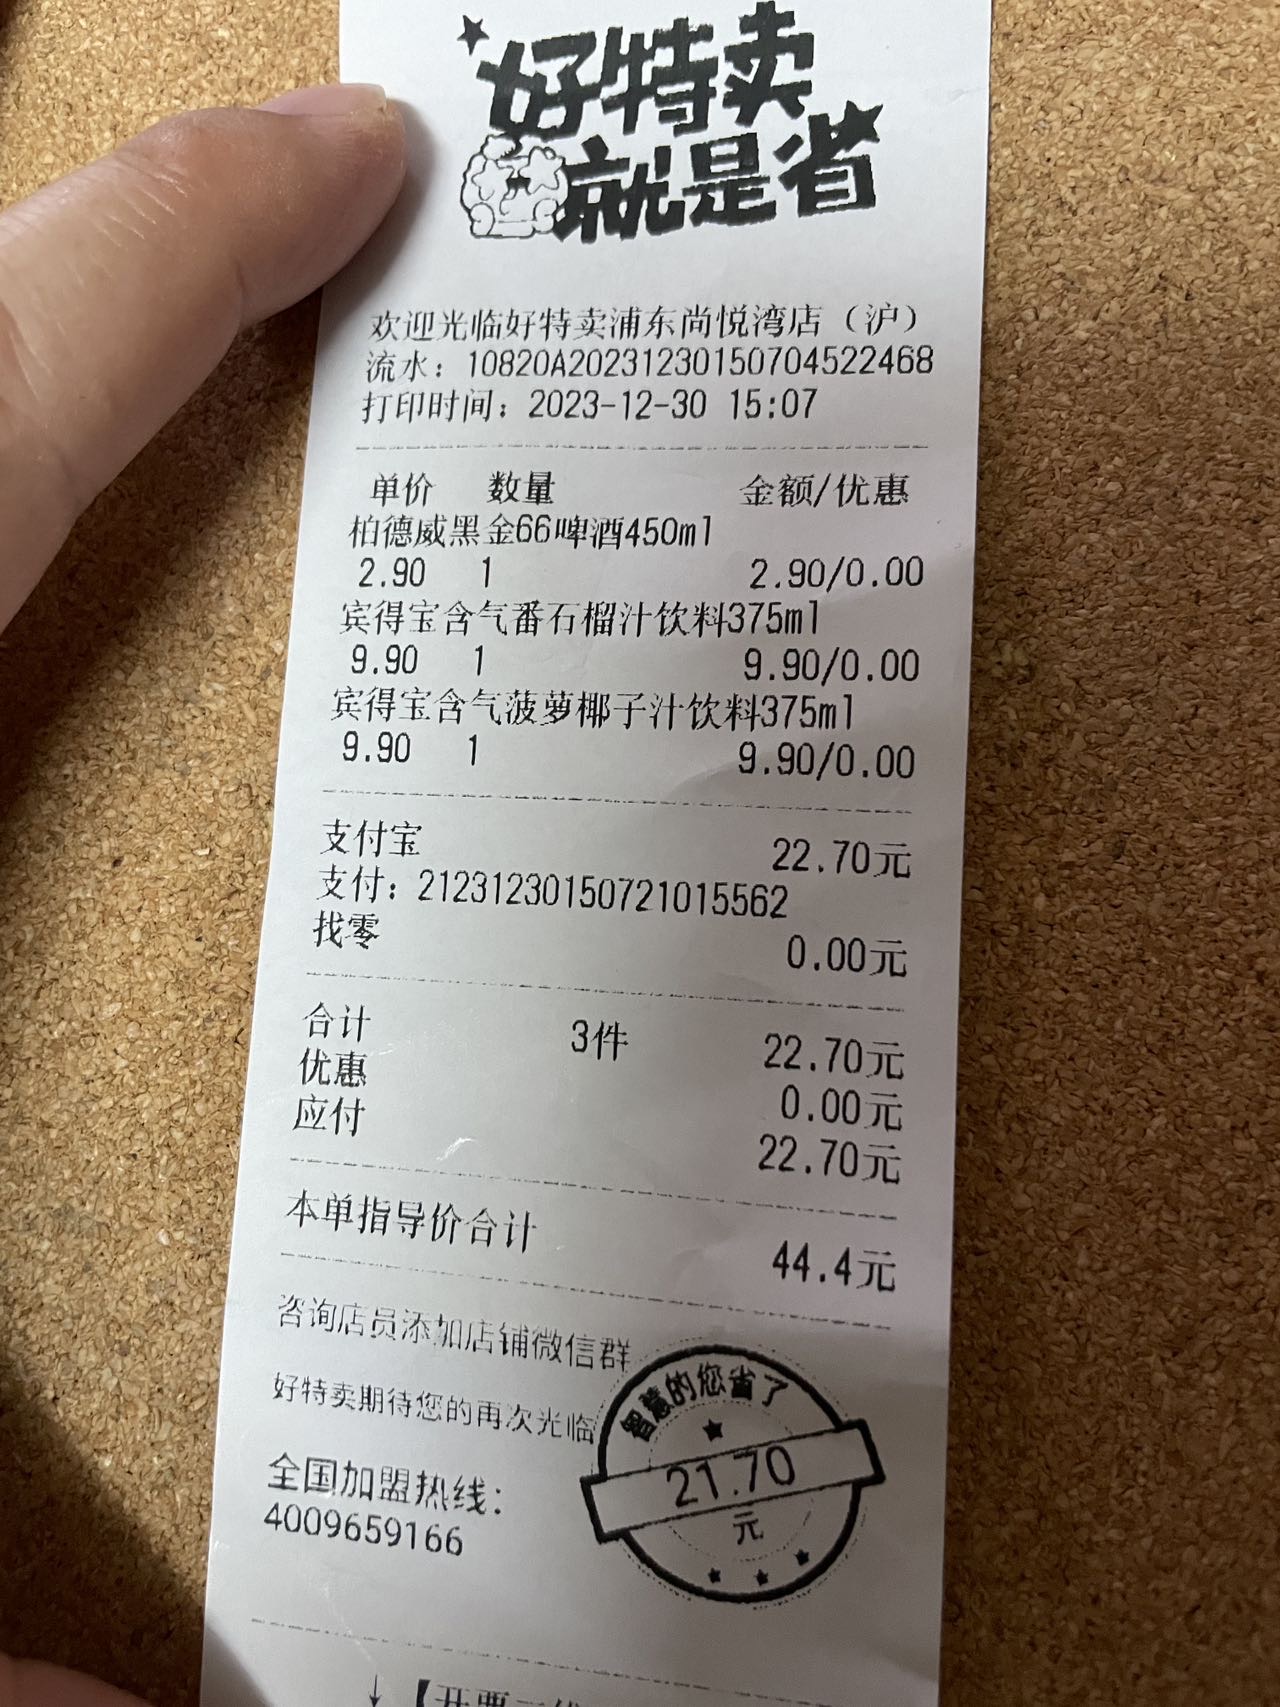 好特卖
就是省
欢迎光临好特卖浦东尚悦湾店（沪）
流水：10820A20231230150704522468
打印时间：2023-12-30 15:07
单价 数量 金额/优惠
柏德威黑金66啤酒450ml
2.90 1 2.90/0.00
宾得宝含气番石榴汁饮料375ml
9.90 1 9.90/0.00
宾得宝含气菠萝椰子汁饮料375ml
9.90 1 9.90/0.00
支付宝 22.70元
支付：21231230150721015562
找零 0.00元
合计 3件 22.70元
优惠 0.00元
应付 22.70元
本单指导价合计 44.4元
咨询店员添加店铺微信群
好特卖期待您的再次光临
全国加盟热线：
4009659166
智慧的您省了
21.70
元
↓【开票二维